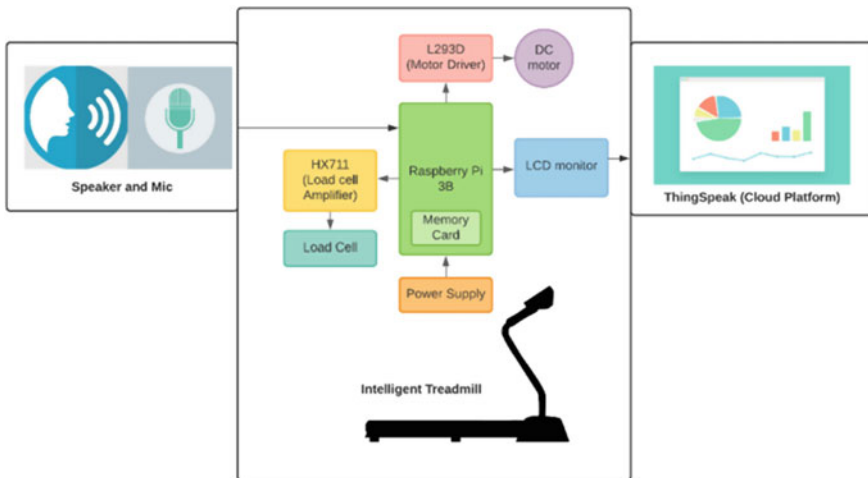 L293D
(Motor Driver)
DC
motor
Speaker and Mic
HX711
(Load cell
Amplifier)
Load Cell
Raspberry Pi
3B
Memory
Card
Power Supply
LCD monitor
ThingSpeak (Cloud Platform)
Intelligent Treadmill